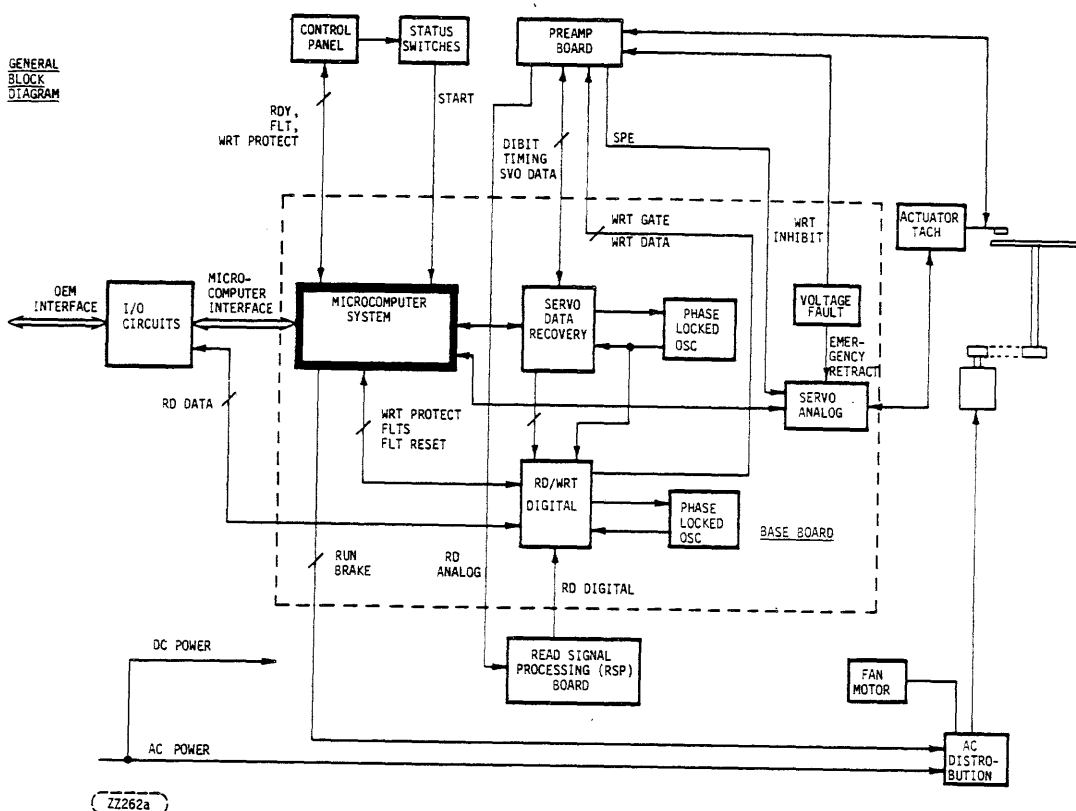 GENERAL
BLOCK
DIAGRAM
CONTROL
PANEL
STATUS
SWITCHES
PREAMP
BOARD
RDY,
FLT,
WRT PROTECT
START
DIBIT
TIMING
SVO DATA
SPE
WRT GATE
WRT DATA
WRT
INHIBIT
ACTUATOR
TACH
OEM
INTERFACE
I/O
CIRCUITS
MICRO-
COMPUTER
INTERFACE
MICROCOMPUTER
SYSTEM
SERVO
DATA
RECOVERY
PHASE
LOCKED
OSC
VOLTAGE
FAULT
EMER-
GENCY
RETRACT
SERVO
ANALOG
RD DATA
WRT PROTECT
FLTS
FLT RESET
RD/WRT
DIGITAL
PHASE
LOCKED
OSC
BASE BOARD
RUN
BRAKE
RD
ANALOG
RD DIGITAL
READ SIGNAL
PROCESSING (RSP)
BOARD
DC POWER
FAN
MOTOR
AC POWER
AC
DISTRO-
BUTION
ZZ262a